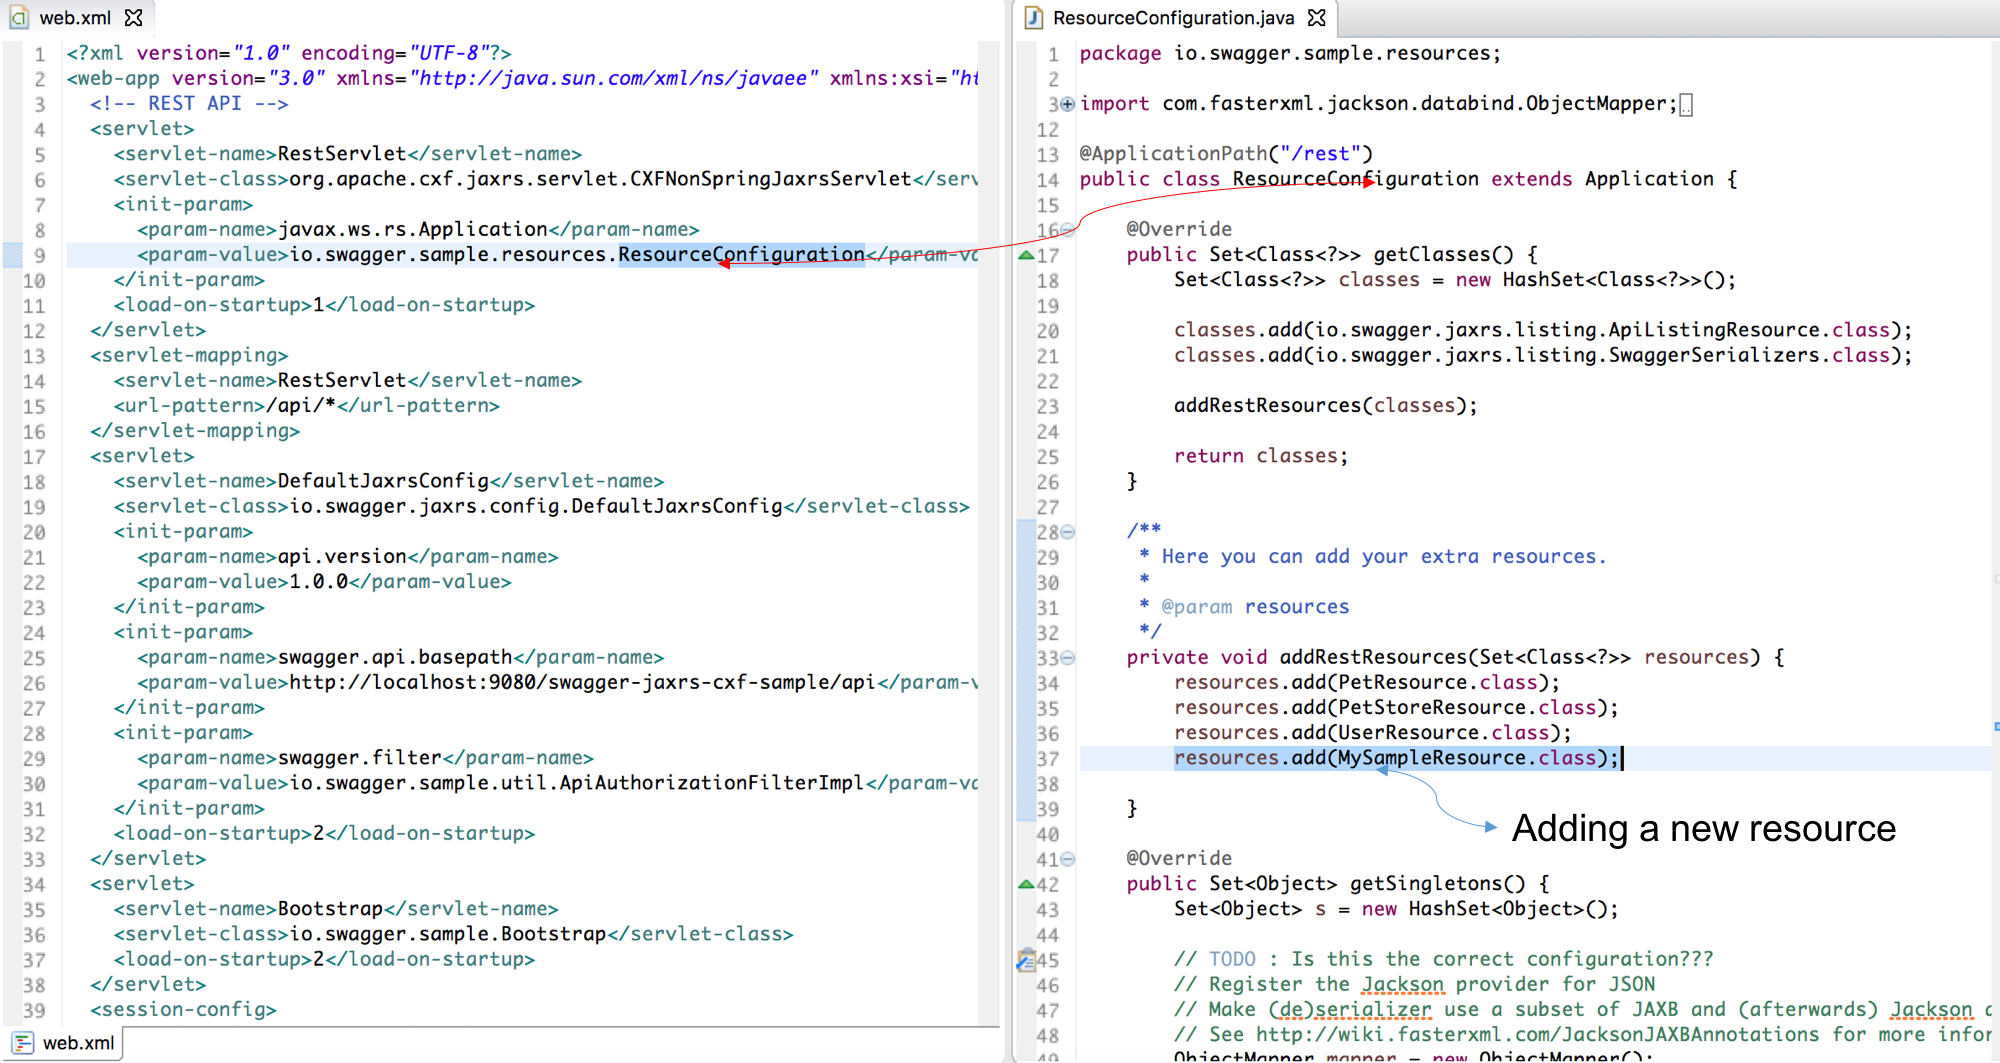 web.xml
1 <?xml version="1.0" encoding="UTF-8"?>
2 <web-app version="3.0" xmlns="http://java.sun.com/xml/ns/javaee" xmlns:xsi="ht
3 <!-- REST API -->
4 <servlet>
5 <servlet-name>RestServlet</servlet-name>
6 <servlet-class>org.apache.cxf.jaxrs.servlet.CXFNonSpringJaxrsServlet</serv
7 <init-param>
8 <param-name>javax.ws.rs.Application</param-name>
9 <param-value>io.swagger.sample.resources.ResourceConfiguration</param-va
10 </init-param>
11 <load-on-startup>1</load-on-startup>
12 </servlet>
13 <servlet-mapping>
14 <servlet-name>RestServlet</servlet-name>
15 <url-pattern>/api/*</url-pattern>
16 </servlet-mapping>
17 <servlet>
18 <servlet-name>DefaultJaxrsConfig</servlet-name>
19 <servlet-class>io.swagger.jaxrs.config.DefaultJaxrsConfig</servlet-class>
20 <init-param>
21 <param-name>api.version</param-name>
22 <param-value>1.0.0</param-value>
23 </init-param>
24 <init-param>
25 <param-name>swagger.api.basepath</param-name>
26 <param-value>http://localhost:9080/swagger-jaxrs-cxf-sample/api</param-v
27 </init-param>
28 <init-param>
29 <param-name>swagger.filter</param-name>
30 <param-value>io.swagger.sample.util.ApiAuthorizationFilterImpl</param-va
31 </init-param>
32 <load-on-startup>2</load-on-startup>
33 </servlet>
34 <servlet>
35 <servlet-name>Bootstrap</servlet-name>
36 <servlet-class>io.swagger.sample.Bootstrap</servlet-class>
37 <load-on-startup>2</load-on-startup>
38 </servlet>
39 <session-config>
web.xml
ResourceConfiguration.java
1 package io.swagger.sample.resources;
2
3 import com.fasterxml.jackson.databind.ObjectMapper;
12
13 @ApplicationPath("/rest")
14 public class ResourceConfiguration extends Application {
15
16 @Override
17 public Set<Class<?>> getClasses() {
18 Set<Class<?>> classes = new HashSet<Class<?>>();
19
20 classes.add(io.swagger.jaxrs.listing.ApiListingResource.class);
21 classes.add(io.swagger.jaxrs.listing.SwaggerSerializers.class);
22
23 addRestResources(classes);
24
25 return classes;
26 }
27
28 /**
29 * Here you can add your extra resources.
30 *
31 * @param resources
32 */
33 private void addRestResources(Set<Class<?>> resources) {
34 resources.add(PetResource.class);
35 resources.add(PetStoreResource.class);
36 resources.add(UserResource.class);
37 resources.add(MySampleResource.class);
38
39 }
Adding a new resource
40
41 @Override
42 public Set<Object> getSingletons() {
43 Set<Object> s = new HashSet<Object>();
44
45 // TODO : Is this the correct configuration???
46 // Register the Jackson provider for JSON
47 // Make (de)serializer use a subset of JAXB and (afterwards) Jackson a
48 // See http://wiki.fasterxml.com/JacksonJAXBAnnotations for more infor
49 ObjectMapper mapper = new ObjectMapper();